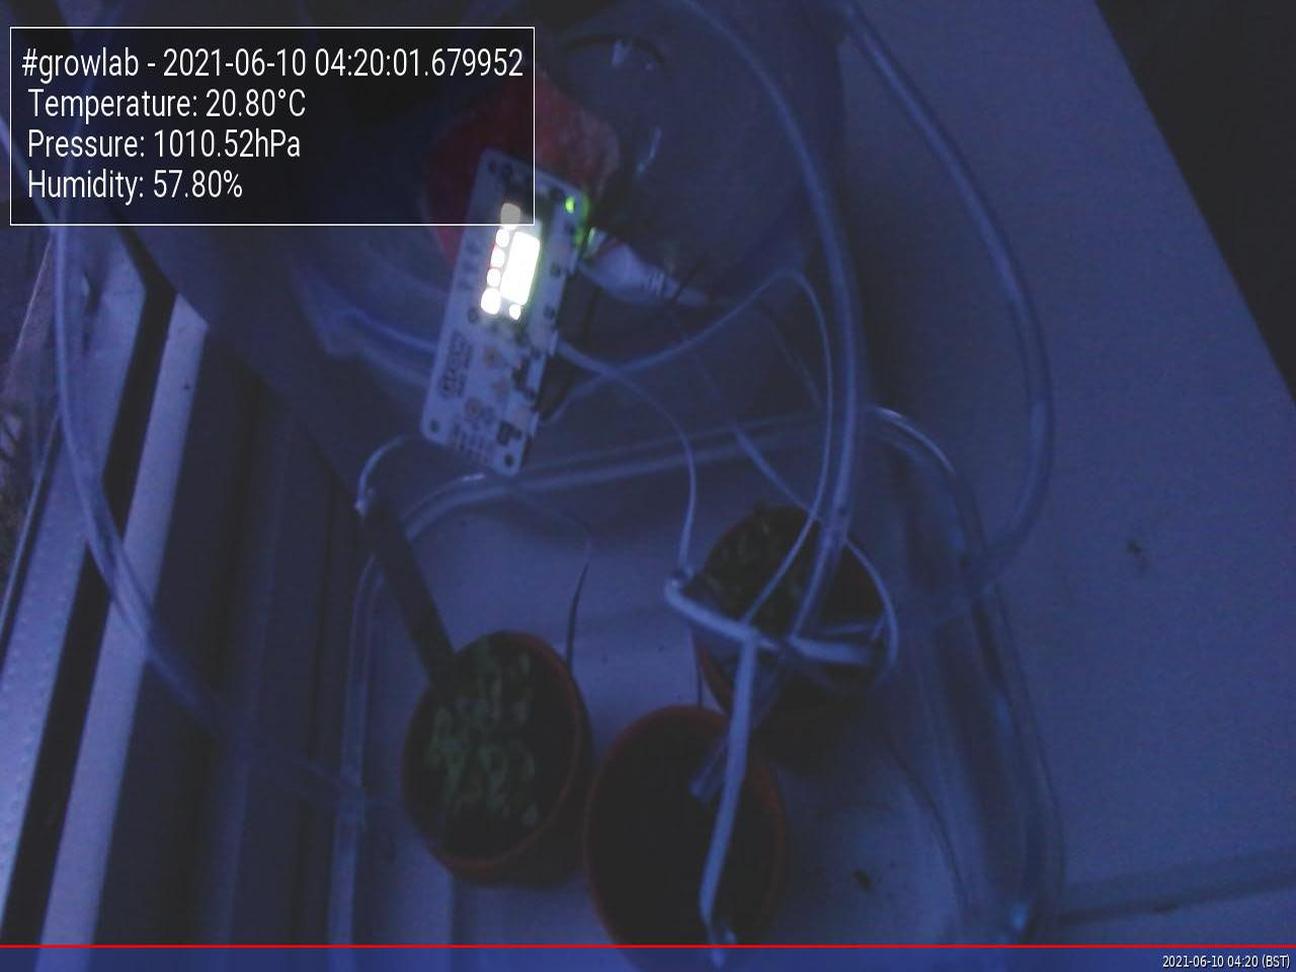 #growlab - 2021-06-10 04:20:01.679952
Temperature: 20.80°C
Pressure: 1010.52hPa
Humidity: 57.80%
2021-06-10 04:20 (BST)